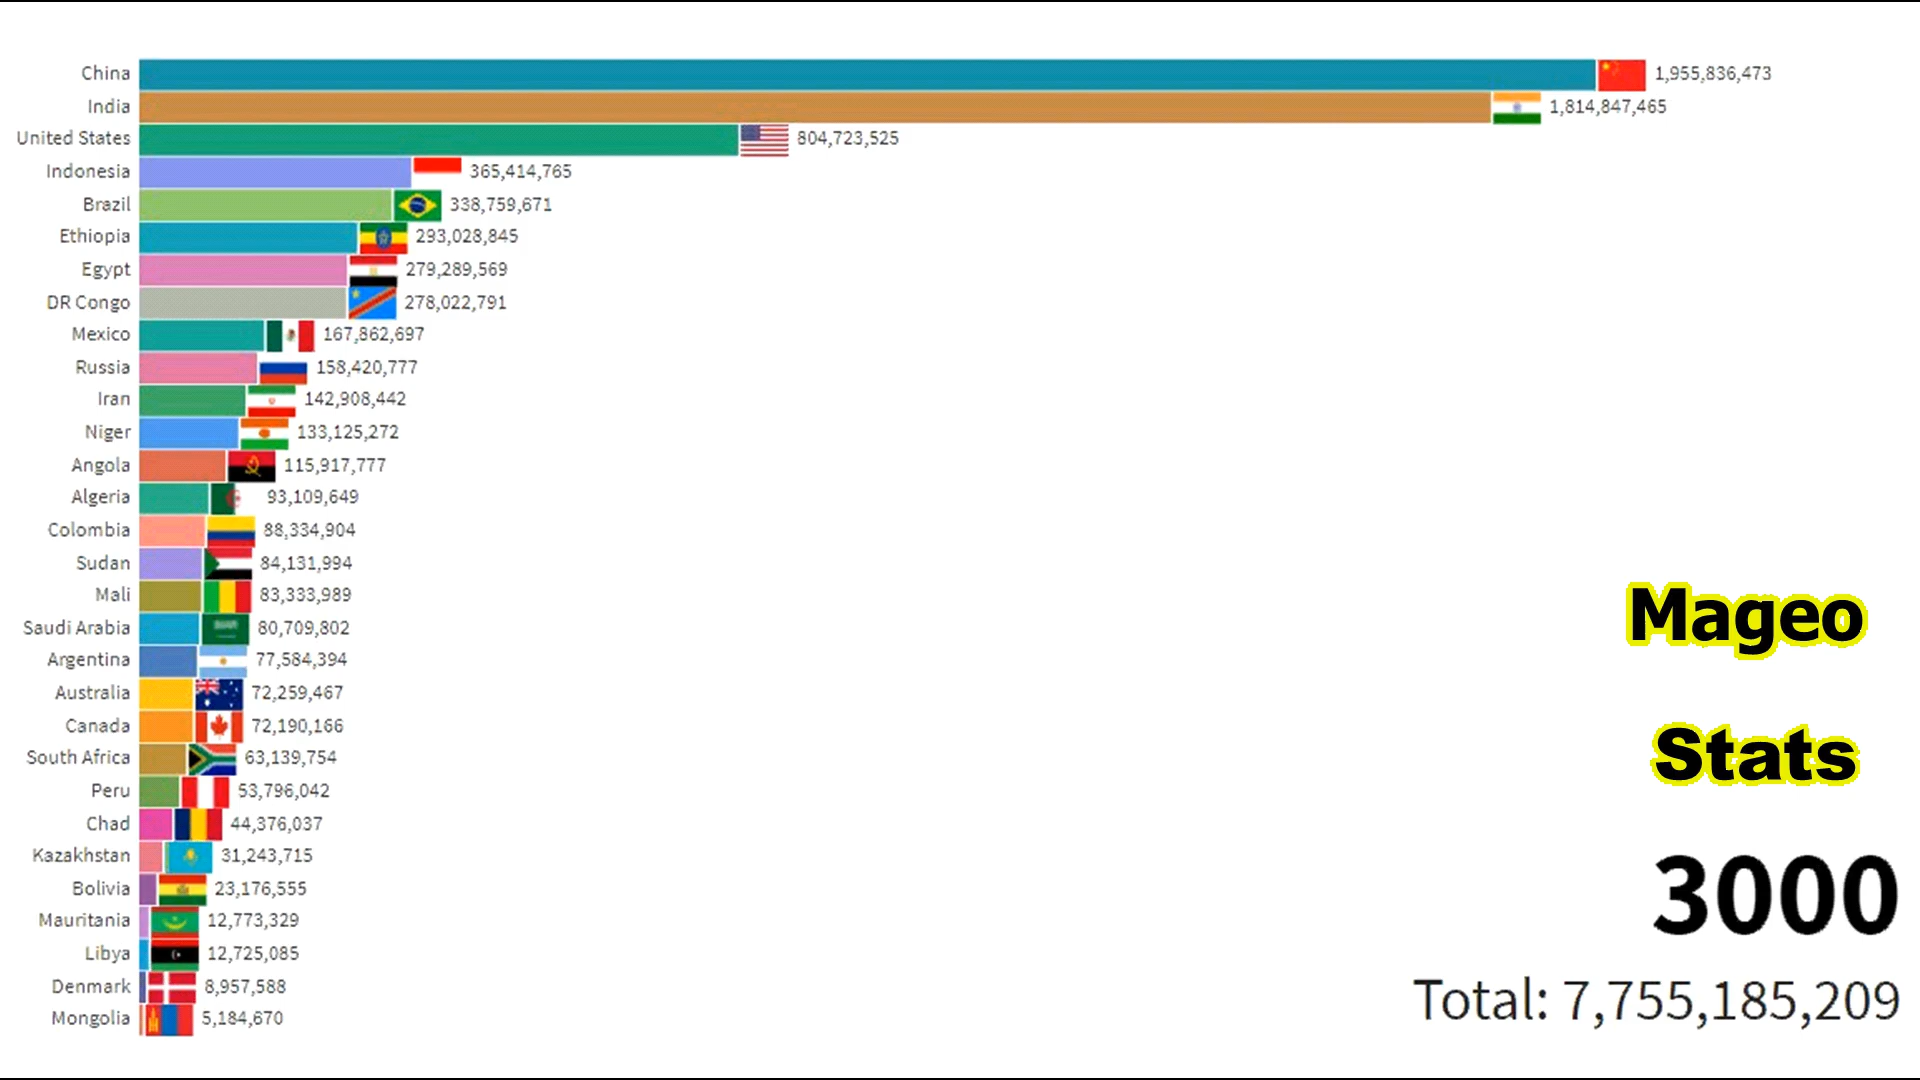 China 1,955,836,473
India 1,814,847,465
United States 804,723,525
Indonesia 365,414,765
Brazil 338,759,671
Ethiopia 293,028,845
Egypt 279,289,569
DR Congo 278,022,791
Mexico 167,862,697
Russia 158,420,777
Iran 142,908,442
Niger 133,125,272
Angola 115,917,777
Algeria 93,109,649
Colombia 88,334,904
Sudan 84,131,994
Mali 83,333,989
Saudi Arabia 80,709,802
Argentina 77,584,394
Australia 72,259,467
Canada 72,190,166
South Africa 63,139,754
Peru 53,796,042
Chad 44,376,037
Kazakhstan 31,243,715
Bolivia 23,176,555
Mauritania 12,773,329
Libya 12,725,085
Denmark 8,957,588
Mongolia 5,184,670
Mageo
Stats
3000
Total: 7,755,185,209